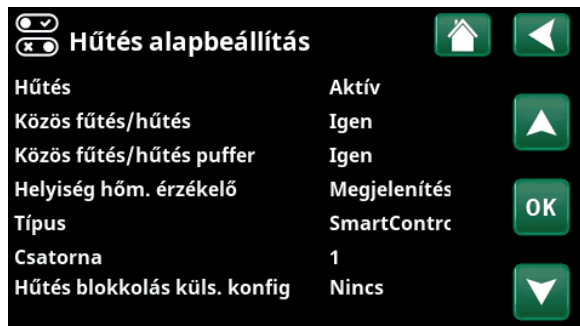 Hűtés alapbeállítás
Hűtés Aktív
Közös fűtés/hűtés Igen
Közös fűtés/hűtés puffer Igen
Helyiség hőm. érzékelő Megjelenítés
Típus SmartContrc
Csatorna 1
Hűtés blokkolás küls. konfig Nincs
OK